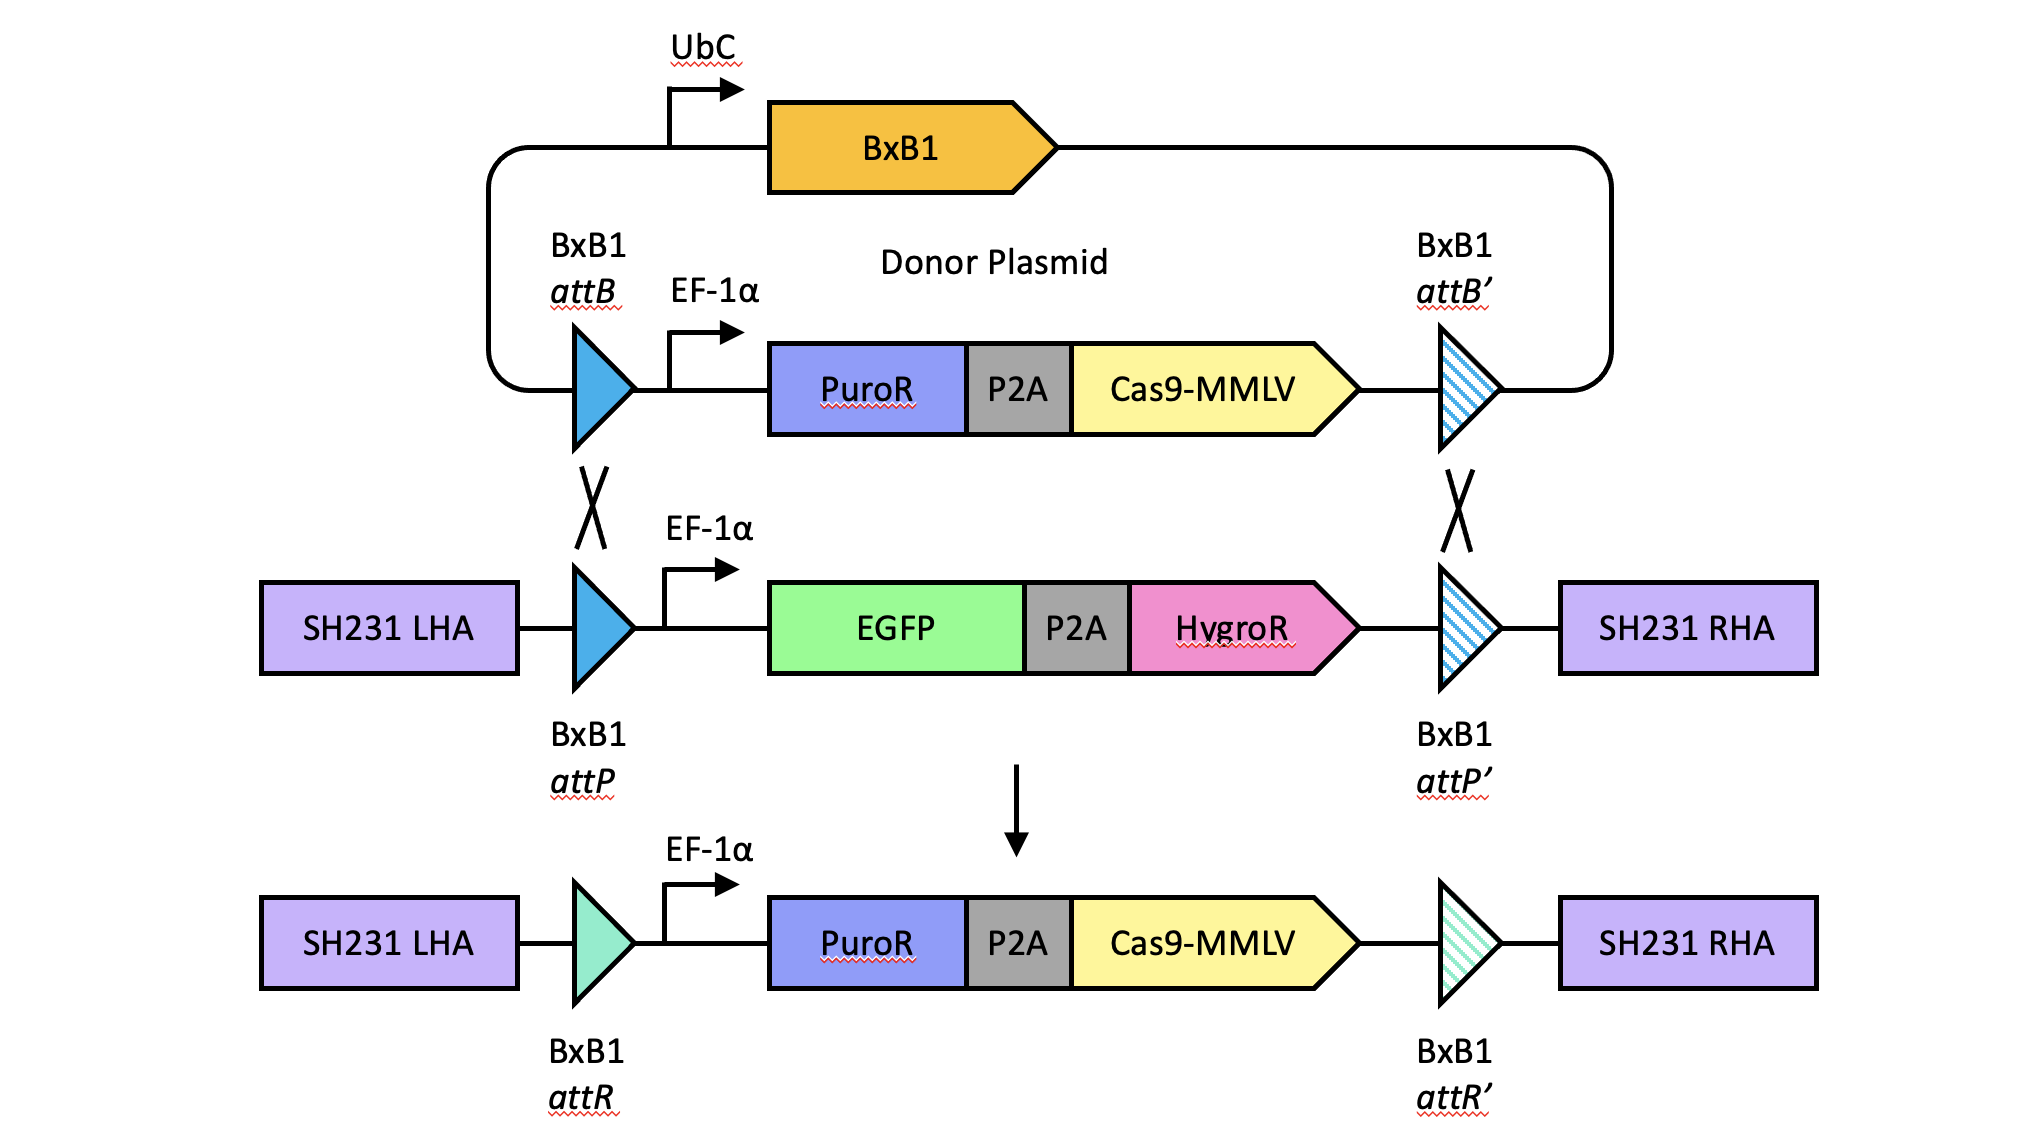 UbC
BxB1
Donor Plasmid
BxB1
attB
EF-1α
BxB1
attB’
PuroR
P2A
Cas9-MMLV
EF-1α
SH231 LHA
EGFP
P2A
HygroR
SH231 RHA
BxB1
attP
BxB1
attP’
EF-1α
SH231 LHA
PuroR
P2A
Cas9-MMLV
SH231 RHA
BxB1
attR
BxB1
attR’